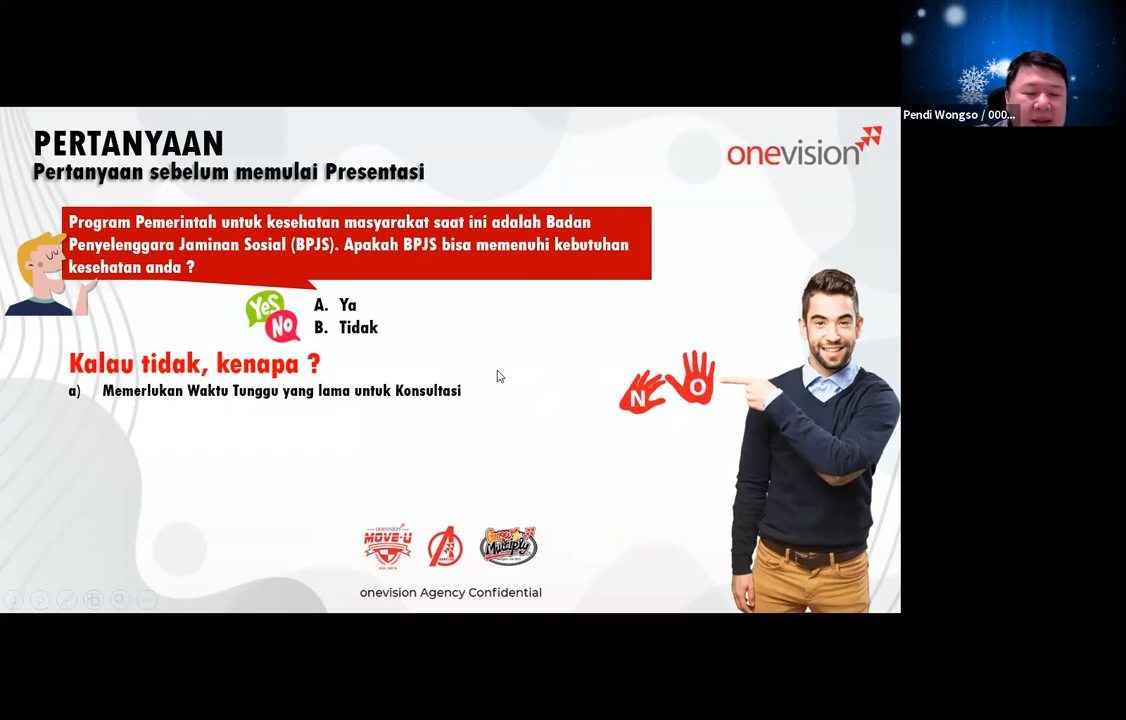 PERTANYAAN
Pertanyaan sebelum memulai Presentasi
onevision
Program Pemerintah untuk kesehatan masyarakat saat ini adalah Badan
Penyelenggara Jaminan Sosial (BPJS). Apakah BPJS bisa memenuhi kebutuhan
kesehatan anda ?
YES
NO
A. Ya
B. Tidak
Kalau tidak, kenapa ?
a) Memerlukan Waktu Tunggu yang lama untuk Konsultasi
N O
onevision
MOVE-U
Multiply
onevision Agency Confidential
Pendi Wongso / 000...